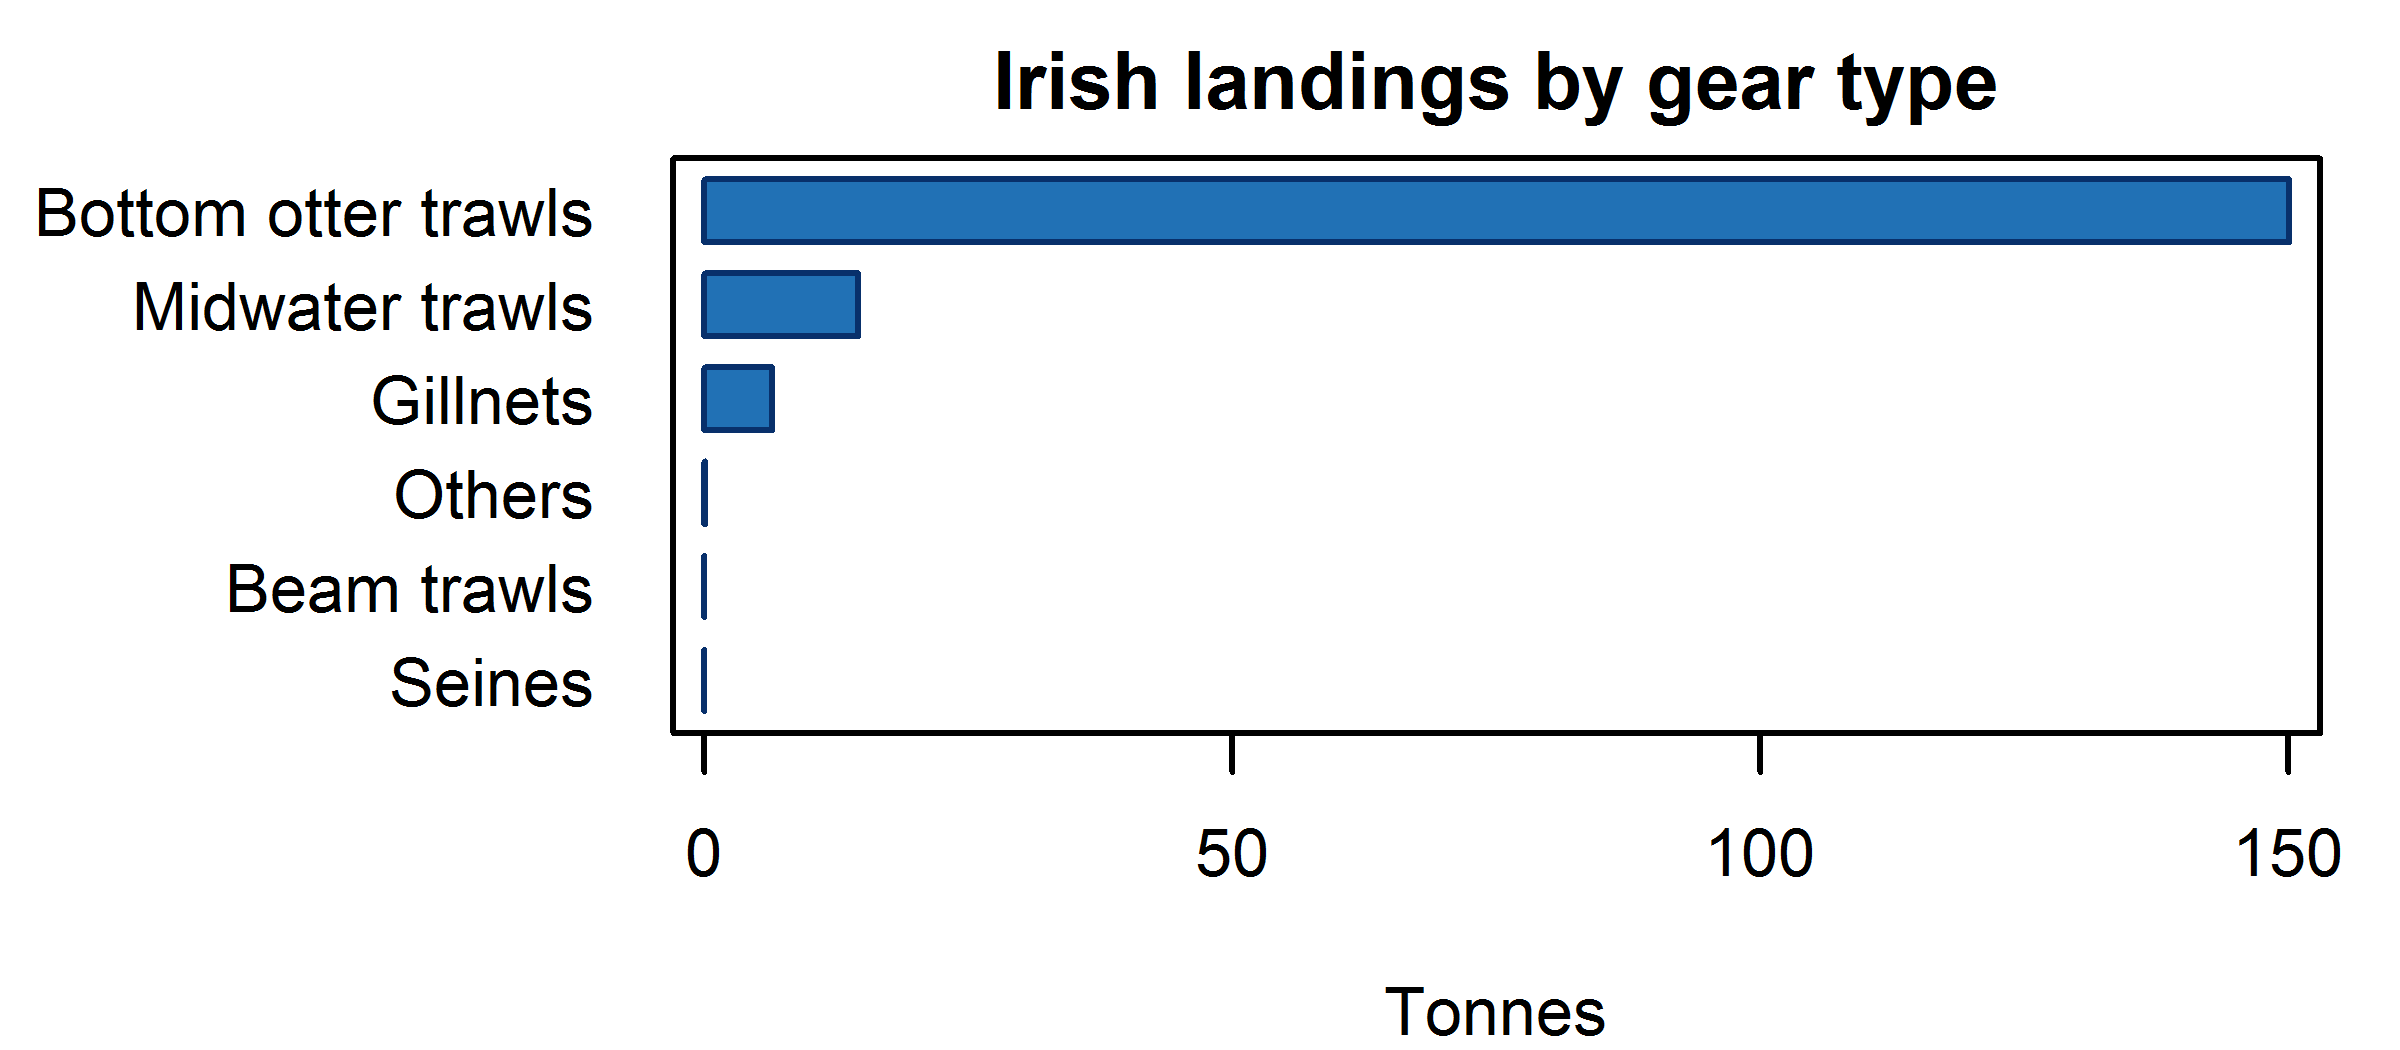 Irish landings by gear type
Bottom otter trawls
Midwater trawls
Gillnets
Others
Beam trawls
Seines
0 50 100 150
Tonnes